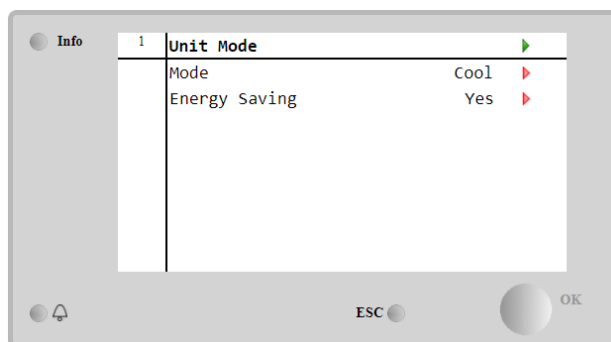 Info
1 Unit Mode
Mode Cool
Energy Saving Yes
ESC
OK